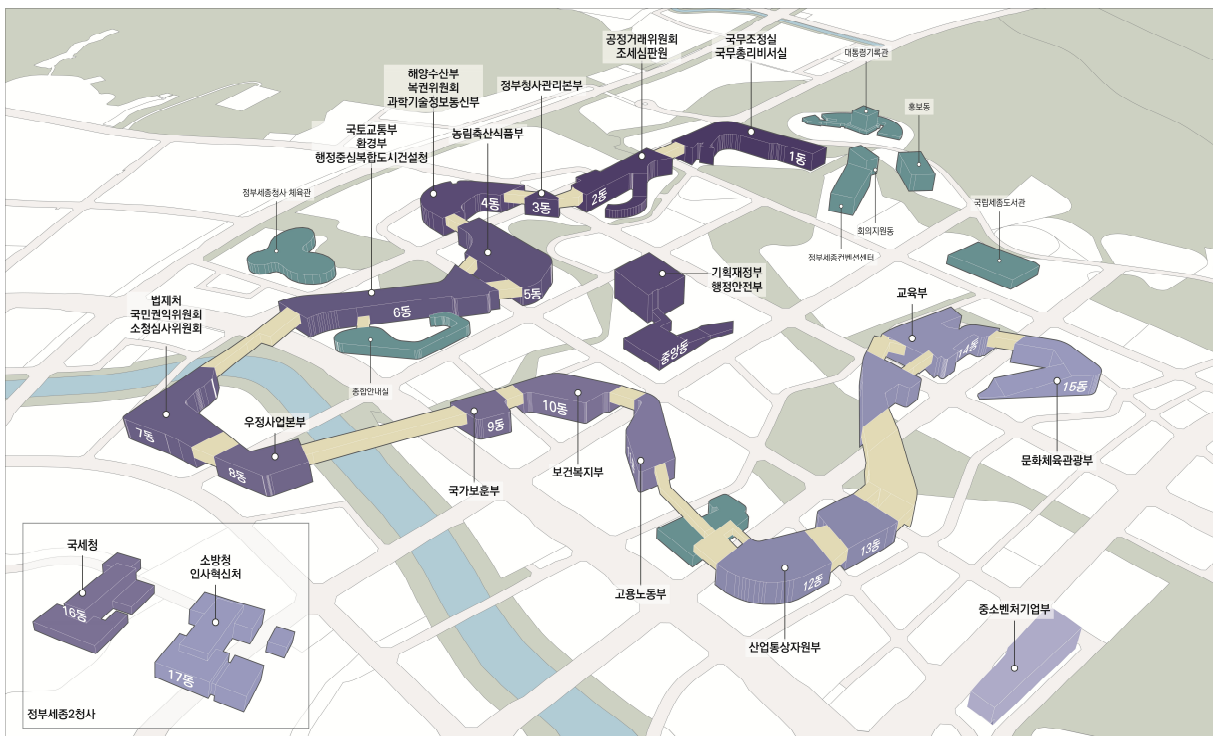 공정거래위원회
조세심판원
국무조정실
국무총리비서실
대통령기록관
홍보동
해양수산부
복권위원회
과학기술정보통신부
정부청사관리본부
국토교통부
환경부
행정중심복합도시건설청
농림축산식품부
1동
2동
3동
4동
정부세종청사 체육관
국립세종도서관
회의지원동
정부세종컨벤션센터
기획재정부
행정안전부
중앙동
5동
6동
법제처
국민권익위원회
소청심사위원회
종합안내실
교육부
14동
15동
문화체육관광부
7동
우정사업본부
8동
9동
10동
국가보훈부
보건복지부
고용노동부
12동
13동
산업통상자원부
중소벤처기업부
국세청
16동
소방청
인사혁신처
17동
정부세종2청사